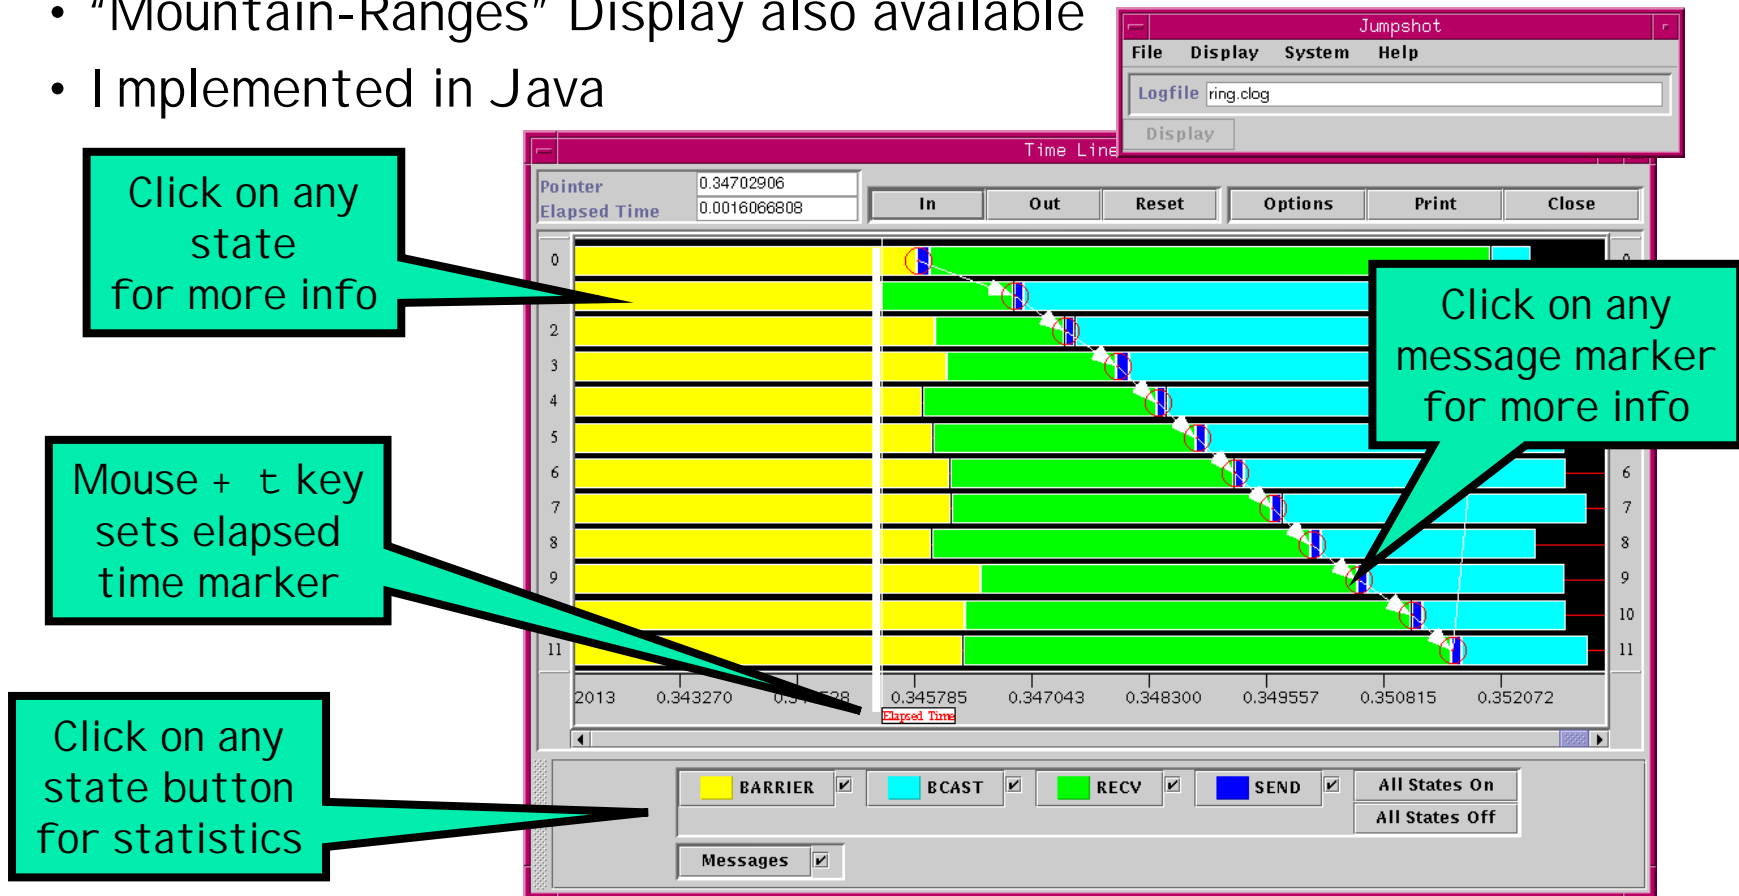 • "Mountain-Ranges" Display also available
• Implemented in Java
Jumpshot
File Display System Help
Logfile ring.clog
Display
Time Line
Pointer 0.34702906
Elapsed Time 0.0016066808
In Out Reset Options Print Close
Click on any
state
for more info
Click on any
message marker
for more info
Mouse + t key
sets elapsed
time marker
Click on any
state button
for statistics
0
2
3
4
5
6
7
8
9
11
6
7
8
9
10
11
2013 0.343270 0.345785 0.347043 0.348300 0.349557 0.350815 0.352072
Elapsed Time
BARRIER BCAST RECV SEND All States On
All States Off
Messages